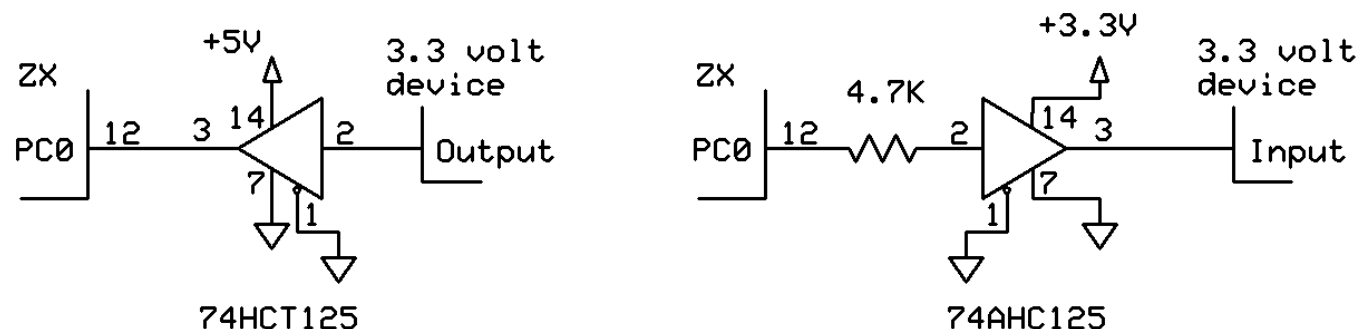 +5V
3.3 volt
device
ZX
14
12
3
2
PC0
Output
7
1
74HCT125
+3.3V
3.3 volt
device
ZX
4.7K
14
12
2
3
PC0
Input
7
1
74AHC125